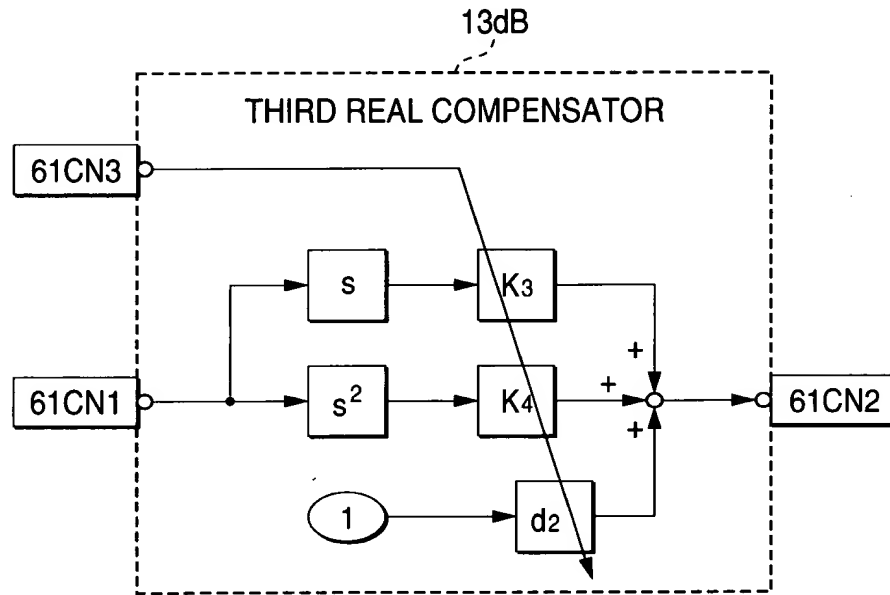 13dB
THIRD REAL COMPENSATOR
61CN3
s
K3
+
61CN1
s2
K4
+
61CN2
+
1
d2